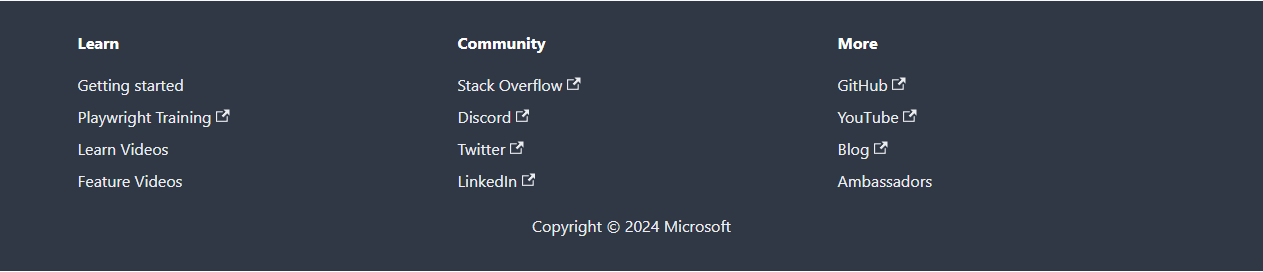 Learn
Getting started
Playwright Training
Learn Videos
Feature Videos
Community
Stack Overflow
Discord
Twitter
LinkedIn
More
GitHub
YouTube
Blog
Ambassadors
Copyright © 2024 Microsoft